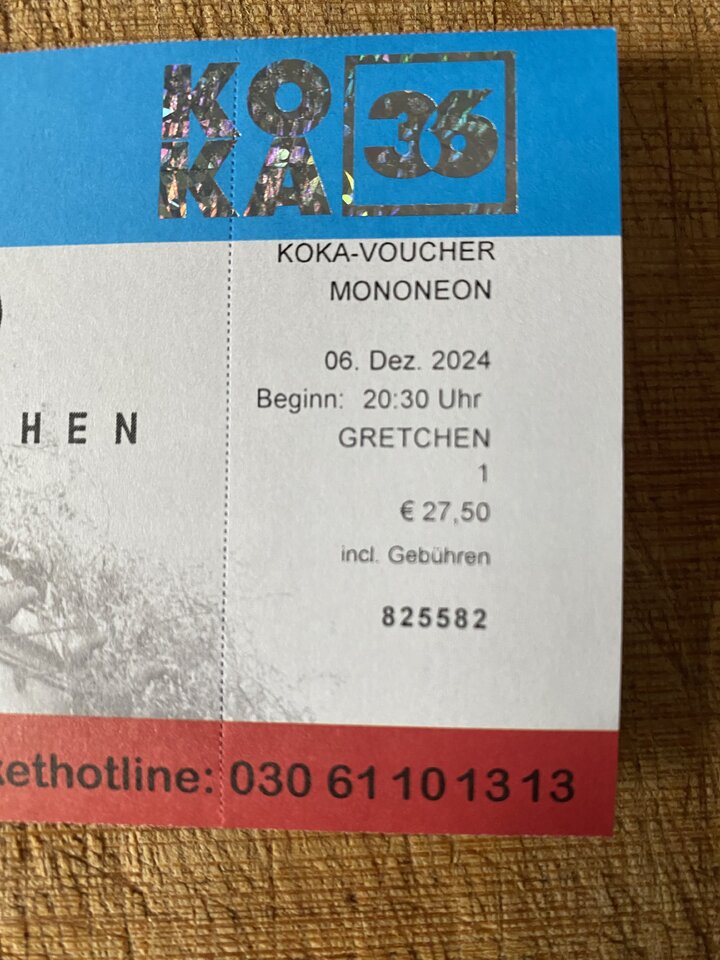 KO
KA 36
KOKA-VOUCHER
MONONEON
06. Dez. 2024
Beginn: 20:30 Uhr
HEN
GRETCHEN
1
€ 27,50
incl. Gebühren
825582
kethotline: 030 61 10 13 13